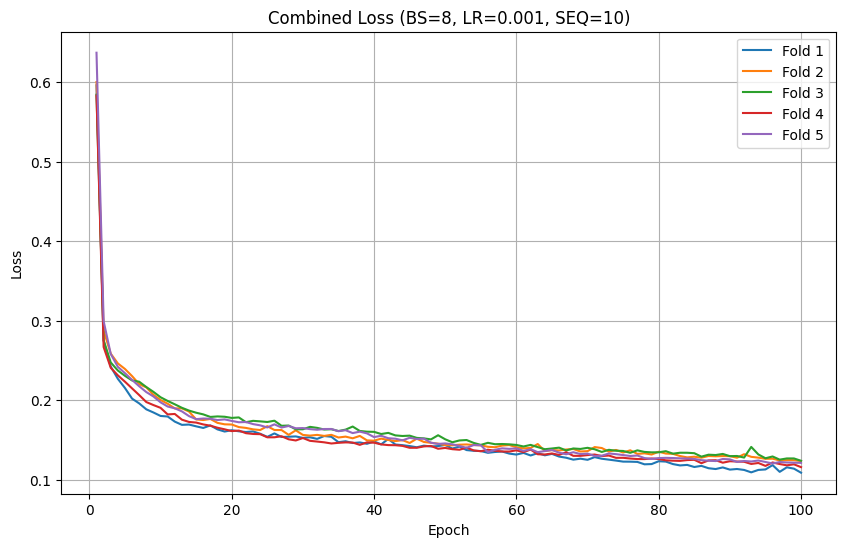 Combined Loss (BS=8, LR=0.001, SEQ=10)
Fold 1
Fold 2
Fold 3
Fold 4
Fold 5
Loss
0.6
0.5
0.4
0.3
0.2
0.1
0 20 40 60 80 100
Epoch